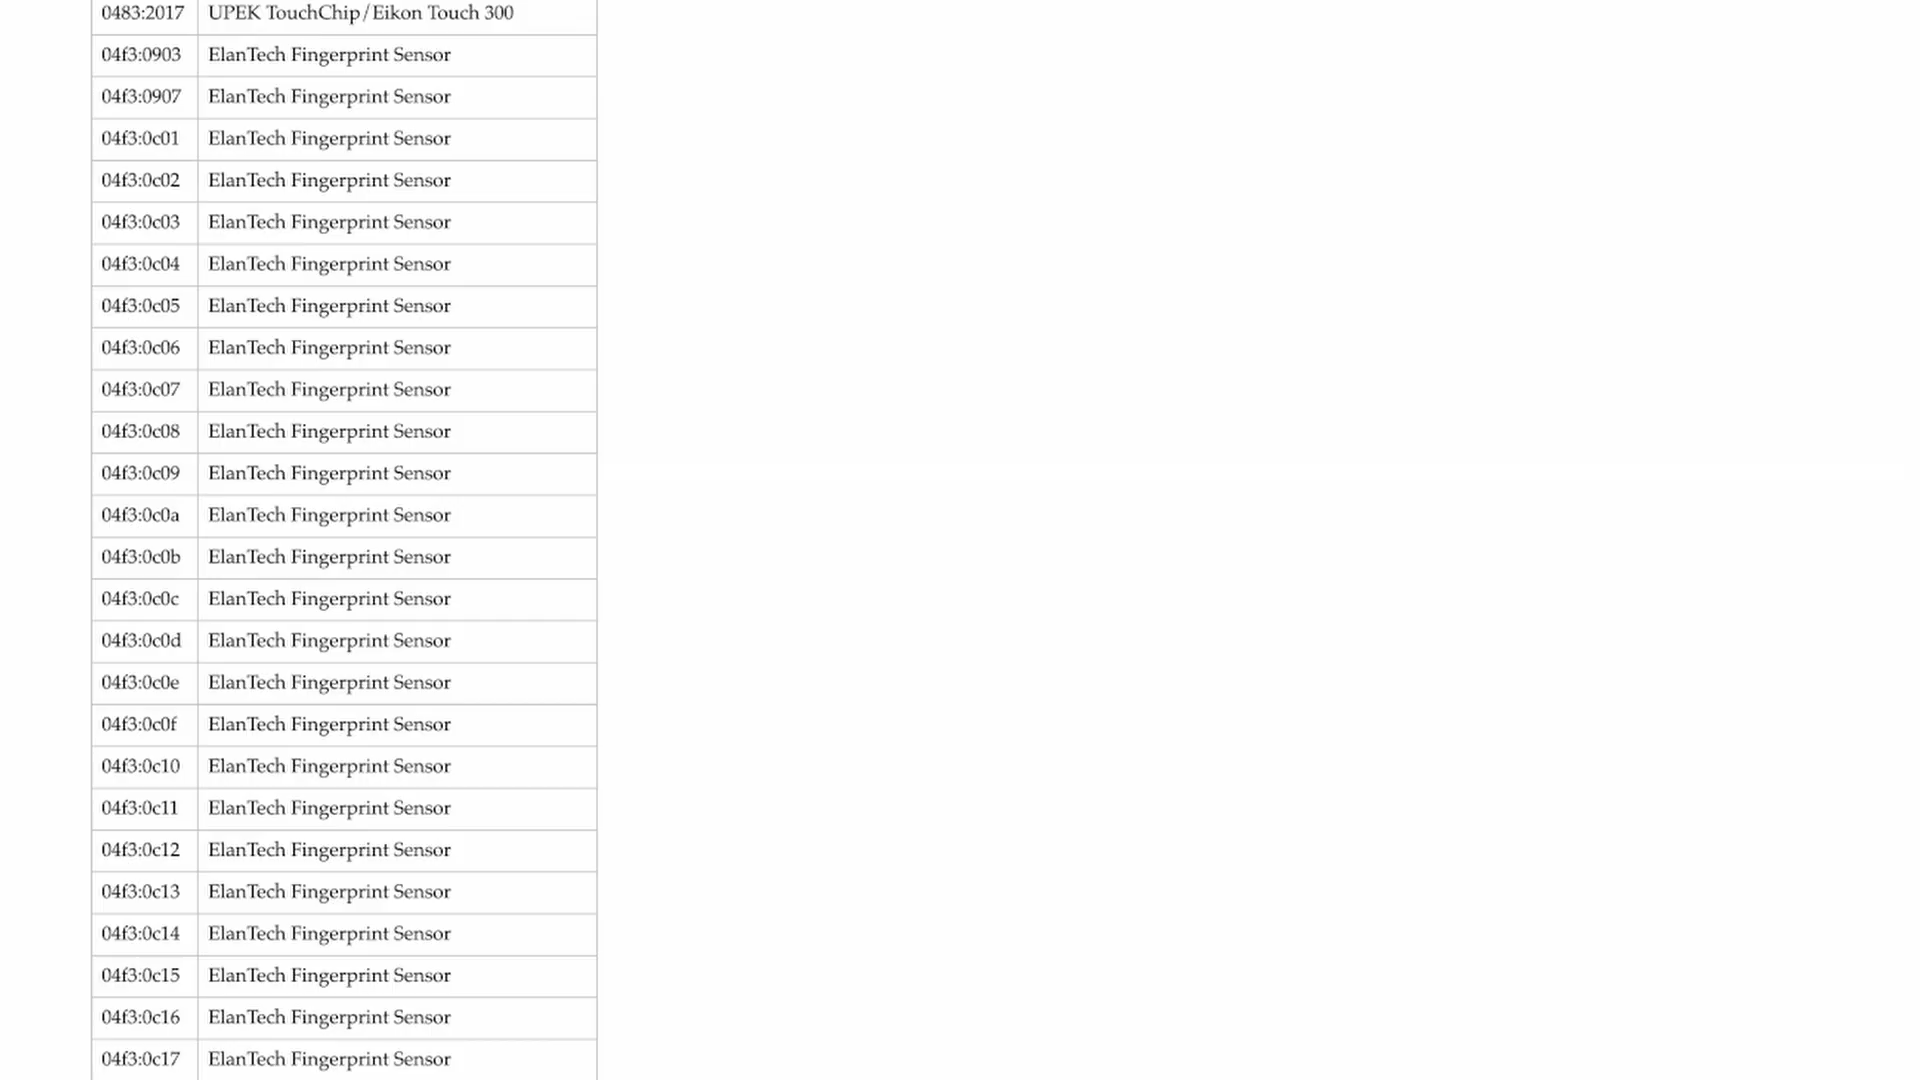 0483:2017 UPEK TouchChip/Eikon Touch 300
04f3:0903 ElanTech Fingerprint Sensor
04f3:0907 ElanTech Fingerprint Sensor
04f3:0c01 ElanTech Fingerprint Sensor
04f3:0c02 ElanTech Fingerprint Sensor
04f3:0c03 ElanTech Fingerprint Sensor
04f3:0c04 ElanTech Fingerprint Sensor
04f3:0c05 ElanTech Fingerprint Sensor
04f3:0c06 ElanTech Fingerprint Sensor
04f3:0c07 ElanTech Fingerprint Sensor
04f3:0c08 ElanTech Fingerprint Sensor
04f3:0c09 ElanTech Fingerprint Sensor
04f3:0c0a ElanTech Fingerprint Sensor
04f3:0c0b ElanTech Fingerprint Sensor
04f3:0c0c ElanTech Fingerprint Sensor
04f3:0c0d ElanTech Fingerprint Sensor
04f3:0c0e ElanTech Fingerprint Sensor
04f3:0c0f ElanTech Fingerprint Sensor
04f3:0c10 ElanTech Fingerprint Sensor
04f3:0c11 ElanTech Fingerprint Sensor
04f3:0c12 ElanTech Fingerprint Sensor
04f3:0c13 ElanTech Fingerprint Sensor
04f3:0c14 ElanTech Fingerprint Sensor
04f3:0c15 ElanTech Fingerprint Sensor
04f3:0c16 ElanTech Fingerprint Sensor
04f3:0c17 ElanTech Fingerprint Sensor